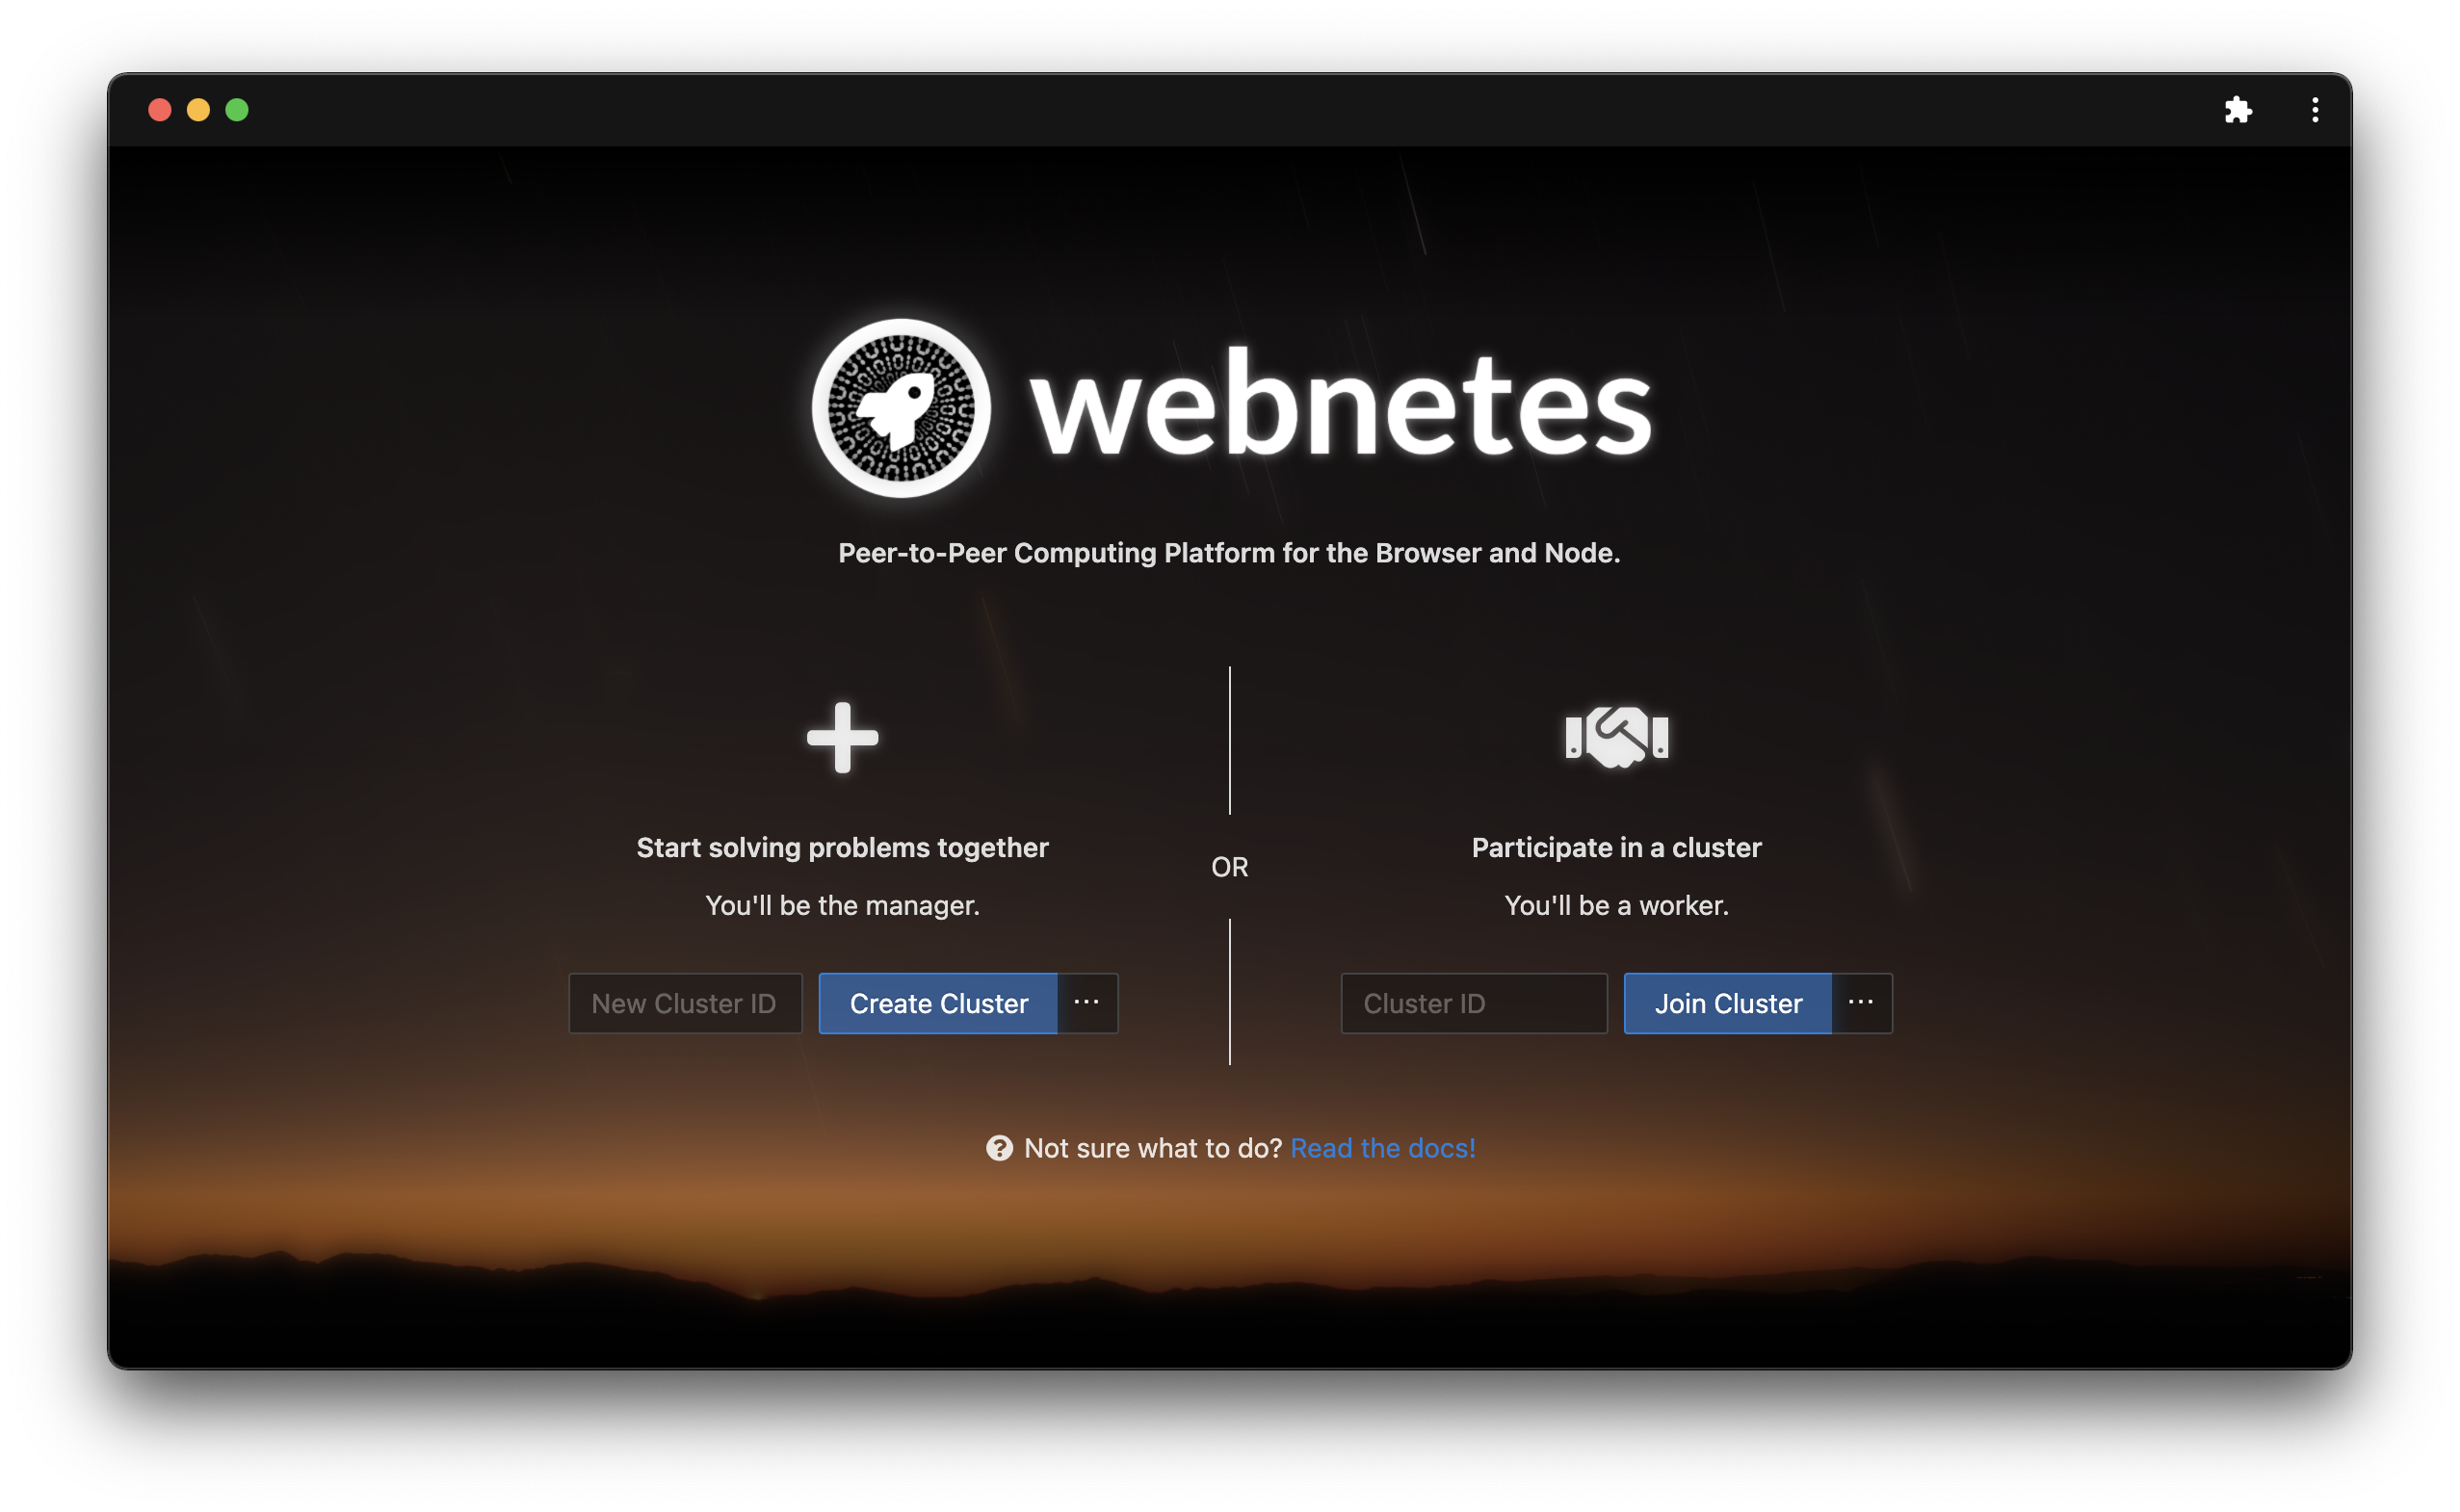 webnetes
Peer-to-Peer Computing Platform for the Browser and Node.
Start solving problems together
You'll be the manager.
New Cluster ID
Create Cluster
...
OR
Participate in a cluster
You'll be a worker.
Cluster ID
Join Cluster
...
Not sure what to do? Read the docs!